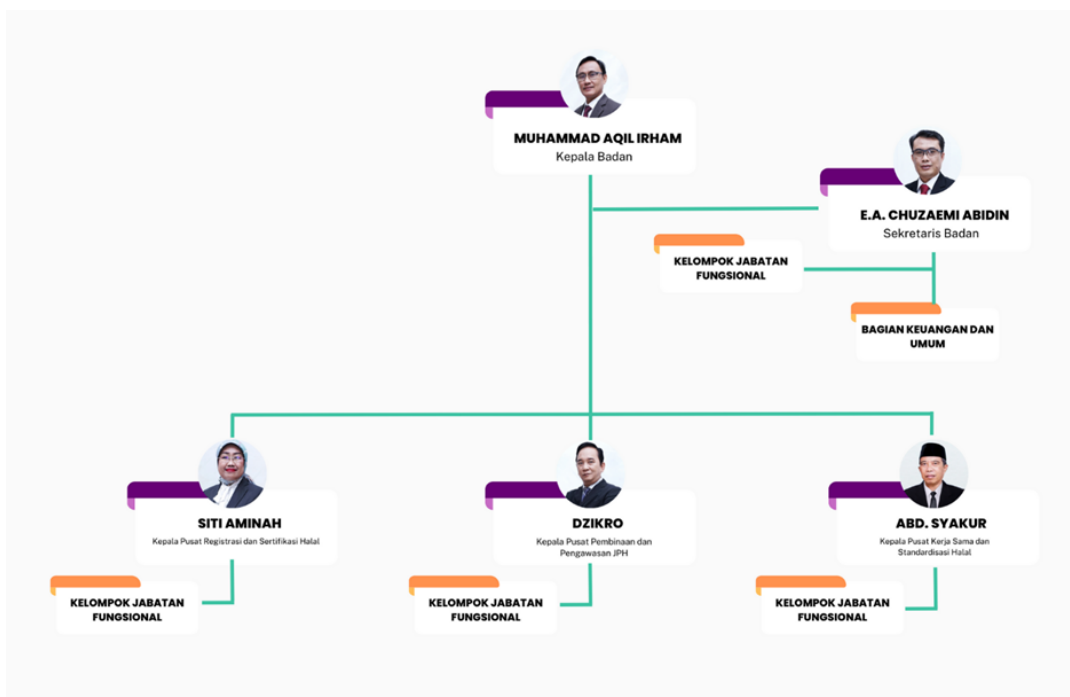 MUHAMMAD AQIL IRHAM
Kepala Badan
E.A. CHUZAEMI ABIDIN
Sekretaris Badan
KELOMPOK JABATAN
FUNGSIONAL
BAGIAN KEUANGAN DAN
UMUM
SITI AMINAH
Kepala Pusat Registrasi dan Sertifikasi Halal
DZIKRO
Kepala Pusat Pembinaan dan
Pengawasan JPH
ABD. SYAKUR
Kepala Pusat Kerja Sama dan
Standardisasi Halal
KELOMPOK JABATAN
FUNGSIONAL
KELOMPOK JABATAN
FUNGSIONAL
KELOMPOK JABATAN
FUNGSIONAL